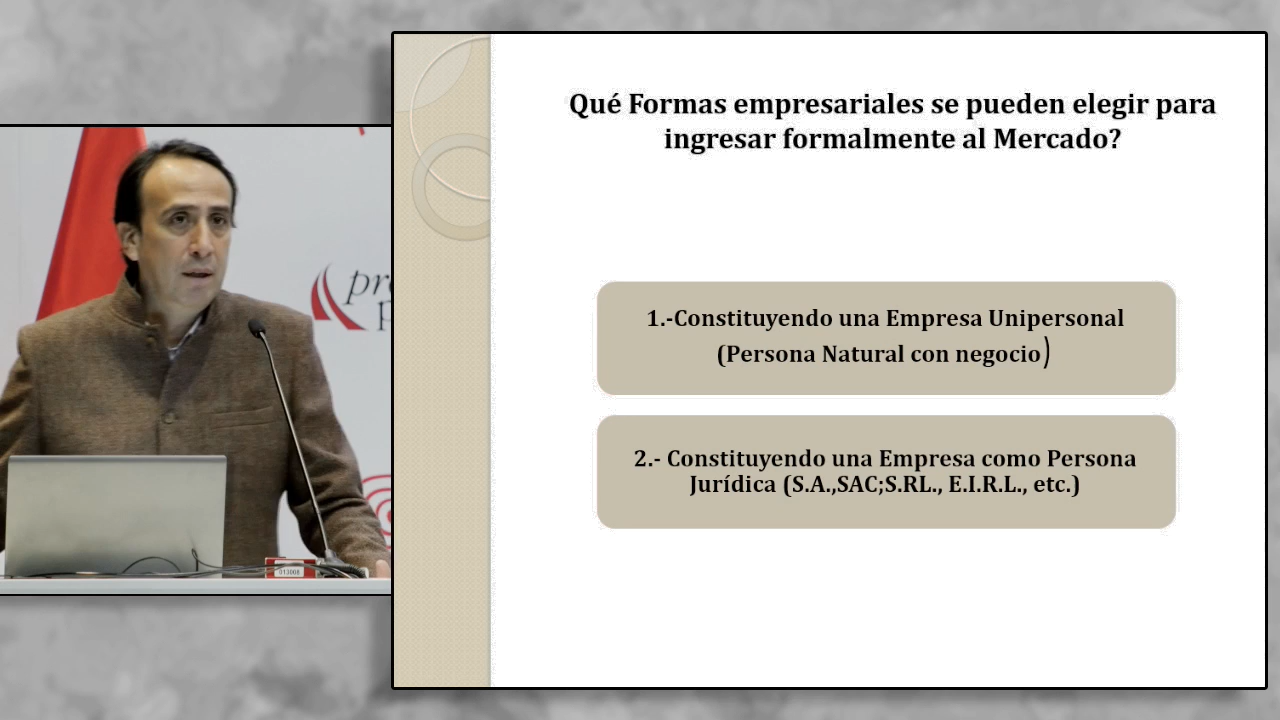 Qué Formas empresariales se pueden elegir para
ingresar formalmente al Mercado?
1.-Constituyendo una Empresa Unipersonal
(Persona Natural con negocio)
2.- Constituyendo una Empresa como Persona
Jurídica (S.A.,SAC;S.RL., E.I.R.L., etc.)
013008